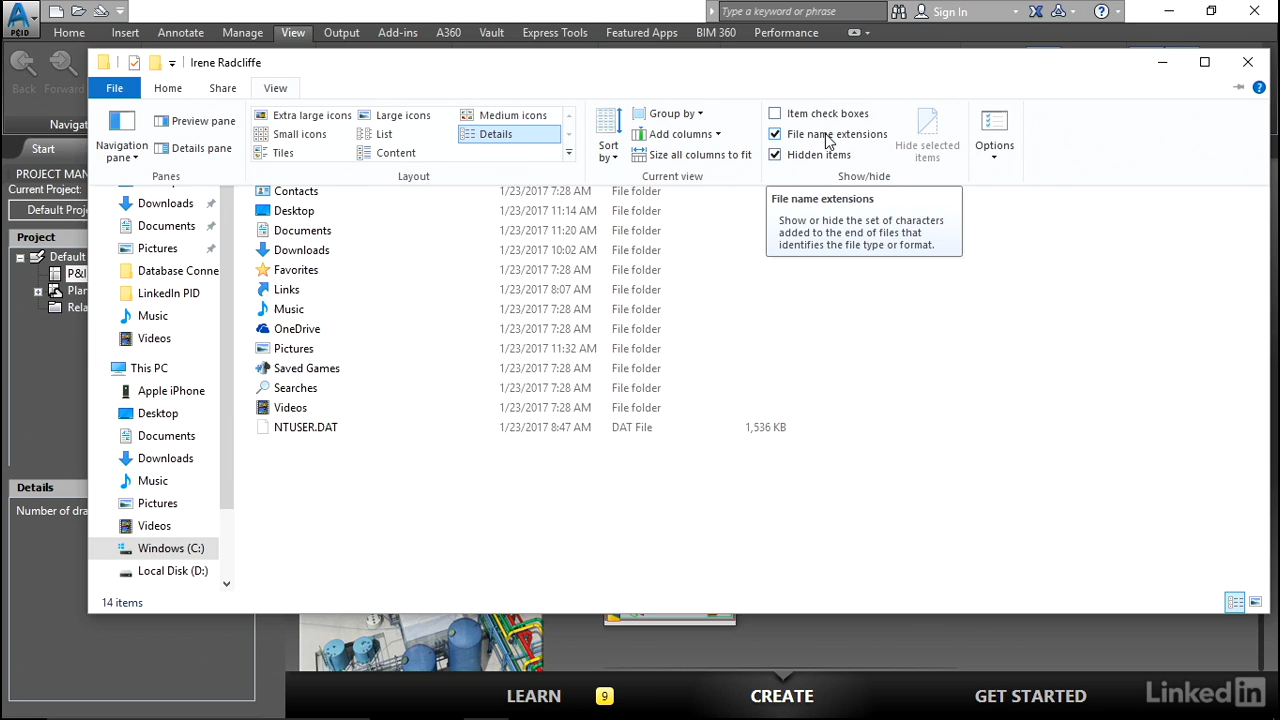 Type a keyword or phrase
Sign In
P&ID
Home Insert Annotate Manage View Output Add-ins A360 Vault Express Tools Featured Apps BIM 360 Performance
Back Forward
Navigat
Start
PROJECT MAN
Current Project:
Default Proj
Project
Default
P&I
Plan
Rela
Details
Number of dra
Irene Radcliffe
File Home Share View
Navigation pane
Preview pane
Details pane
Panes
Extra large icons Large icons Medium icons
Small icons List Details
Tiles Content
Layout
Sort by
Group by
Add columns
Size all columns to fit
Current view
Item check boxes
File name extensions
Hidden items
Hide selected items
Show/hide
Options
File name extensions
Show or hide the set of characters
added to the end of files that
identifies the file type or format.
Downloads
Documents
Pictures
Database Conne
LinkedIn PID
Music
Videos
This PC
Apple iPhone
Desktop
Documents
Downloads
Music
Pictures
Videos
Windows (C:)
Local Disk (D:)
Contacts 1/23/2017 7:28 AM File folder
Desktop 1/23/2017 11:14 AM File folder
Documents 1/23/2017 11:20 AM File folder
Downloads 1/23/2017 10:02 AM File folder
Favorites 1/23/2017 7:28 AM File folder
Links 1/23/2017 8:07 AM File folder
Music 1/23/2017 7:28 AM File folder
OneDrive 1/23/2017 7:28 AM File folder
Pictures 1/23/2017 11:32 AM File folder
Saved Games 1/23/2017 7:28 AM File folder
Searches 1/23/2017 7:28 AM File folder
Videos 1/23/2017 7:28 AM File folder
NTUSER.DAT 1/23/2017 8:47 AM DAT File 1,536 KB
14 items
LEARN 9 CREATE GET STARTED
LinkedIn